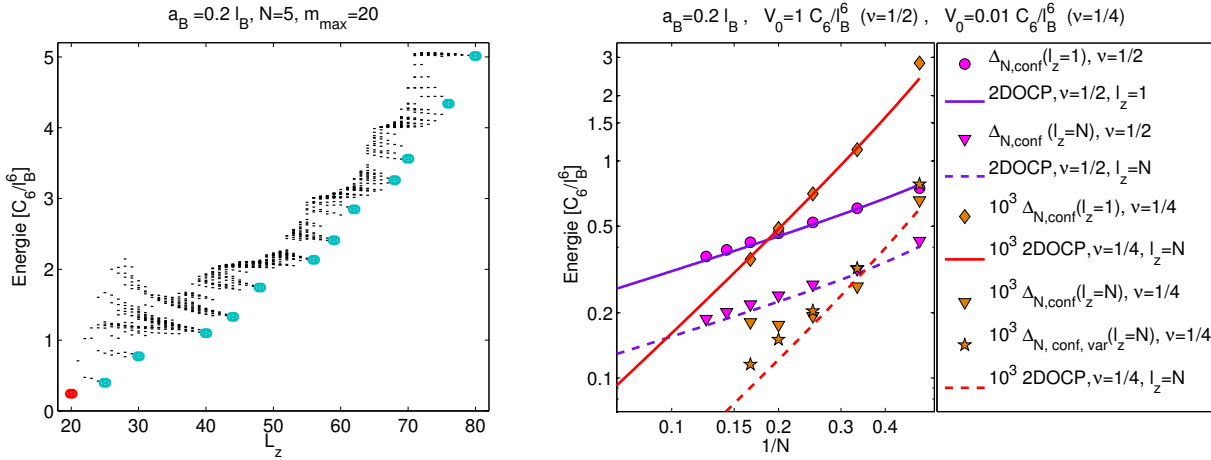 a_B =0.2 l_B, N=5, m_max=20
Energie [C_6/l_B^6]
5
4
3
2
1
0
20 30 40 50 60 70 80
L_z
a_B=0.2 l_B , V_0=1 C_6/l_B^6 (ν=1/2) , V_0=0.01 C_6/l_B^6 (ν=1/4)
Energie [C_6/l_B^6]
3
2
1.5
1
0.5
0.2
0.1
0.1 0.15 0.2 0.3 0.4
1/N
Δ_N,conf(l_z=1), ν=1/2
2DOCP, ν=1/2, l_z=1
Δ_N,conf (l_z=N), ν=1/2
2DOCP, ν=1/2, l_z=N
10^3 Δ_N,conf(l_z=1), ν=1/4
10^3 2DOCP, ν=1/4, l_z=N
10^3 Δ_N,conf(l_z=N), ν=1/4
10^3 Δ_N, conf, var(l_z=N), ν=1/4
10^3 2DOCP, ν=1/4, l_z=N